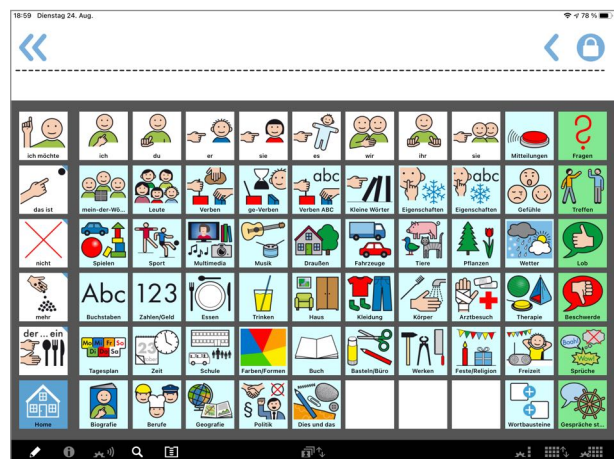 18:59 Dienstag 24. Aug.
78 %
ich möchte ich du er sie es wir ihr sie Mitteilungen Fragen
?
abc abc
das ist mein-der-Wö... Leute Verben ge-Verben Verben ABC Kleine Wörter Eigenschaften Eigenschaften Gefühle Treffen
nicht Spielen Sport Multimedia Musik Draußen Fahrzeuge Tiere Pflanzen Wetter Lob
Abc 123
mehr Buchstaben Zahlen/Geld Essen Trinken Haus Kleidung Körper Arztbesuch Therapie Beschwerde
der...ein
Mo Mi Fr So
Di Do Sa
23
Booh!
Wow!
Tagesplan Zeit Schule Farben/Formen Buch Basteln/Büro Werken Feste/Religion Freizeit Sprüche
§
Home Biografie Berufe Geografie Politik Dies und das Wortbausteine Gespräche st...